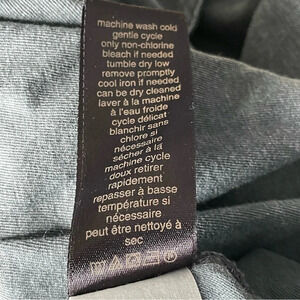 machine wash cold
gentle cycle
only non-chlorine
bleach if needed
tumble dry low
remove promptly
cool iron if needed
can be dry cleaned
laver à la machine
à l'eau froide
cycle délicat
blanchir sans
chlore si
nécessaire
sécher à la
machine cycle
doux retirer
rapidement
repasser à basse
température si
nécessaire
peut être nettoyé à
sec